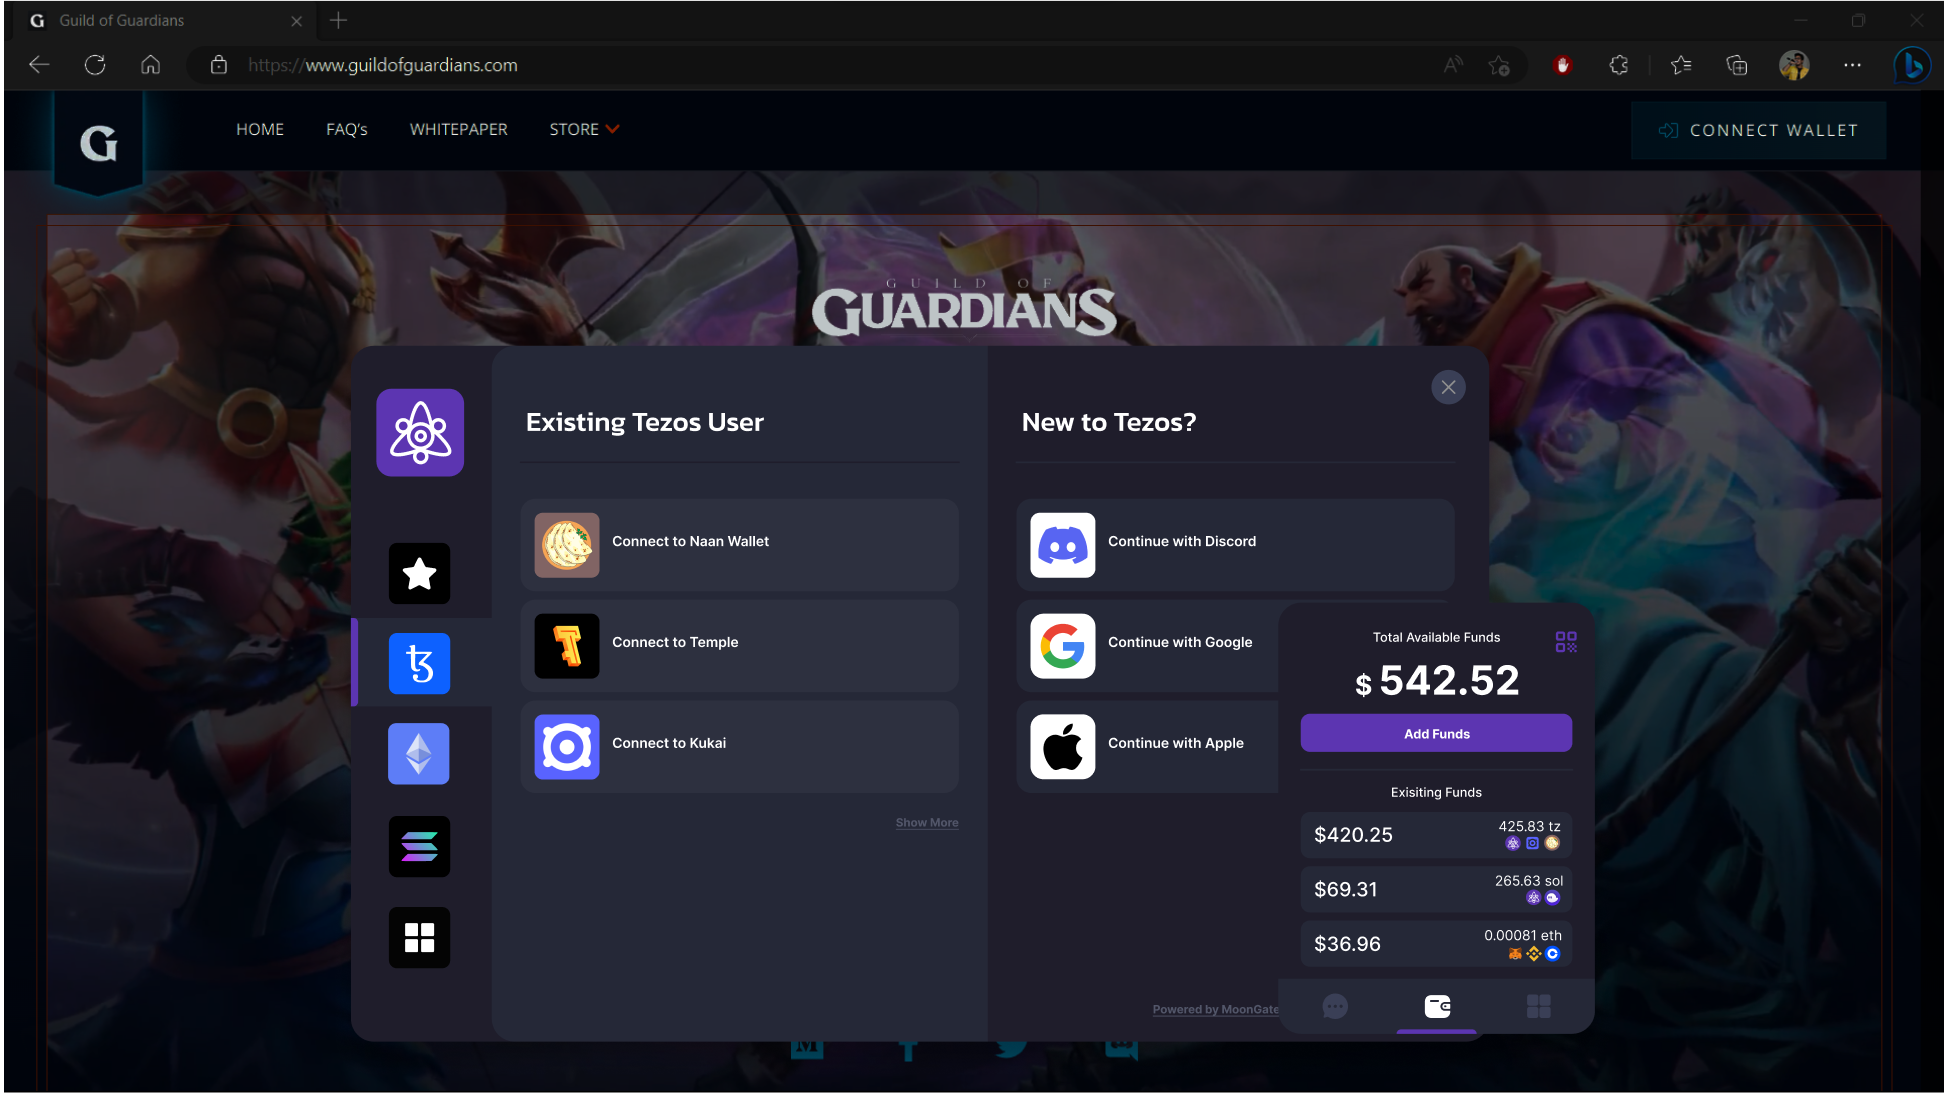 Guild of Guardians
https://www.guildofguardians.com
HOME
FAQ's
WHITEPAPER
STORE
CONNECT WALLET
GUILD OF
GUARDIANS
Existing Tezos User
Connect to Naan Wallet
Connect to Temple
Connect to Kukai
Show More
New to Tezos?
Continue with Discord
Continue with Google
Continue with Apple
Powered by MoonGate
Total Available Funds
$ 542.52
Add Funds
Exisiting Funds
$420.25
425.83 tz
$69.31
265.63 sol
$36.96
0.00081 eth